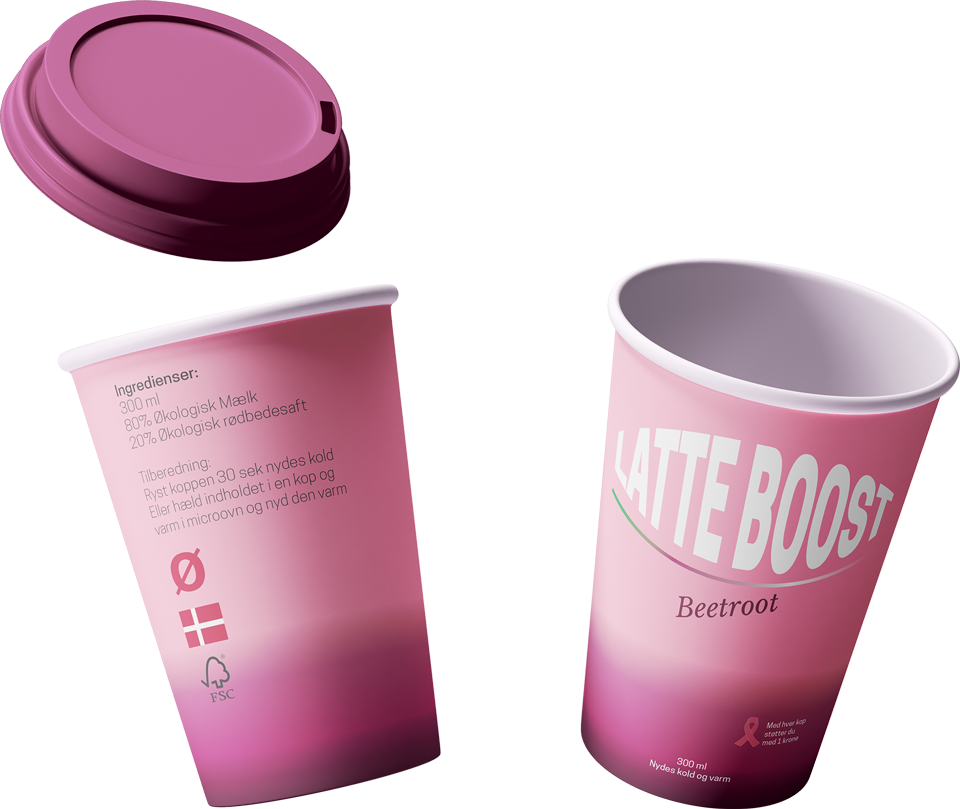 Ingredienser:
300 ml
80% Økologisk Mælk
20% Økologisk rødbedesaft
Tilberedning:
Ryst koppen 30 sek nydes kold
Eller hæld indholdet i en kop og
varm i microovn og nyd den varm
Ø
FSC
®
LATTE BOOST
Beetroot
Med hver kop
støtter du
med 1 krone
300 ml
Nydes kold og varm